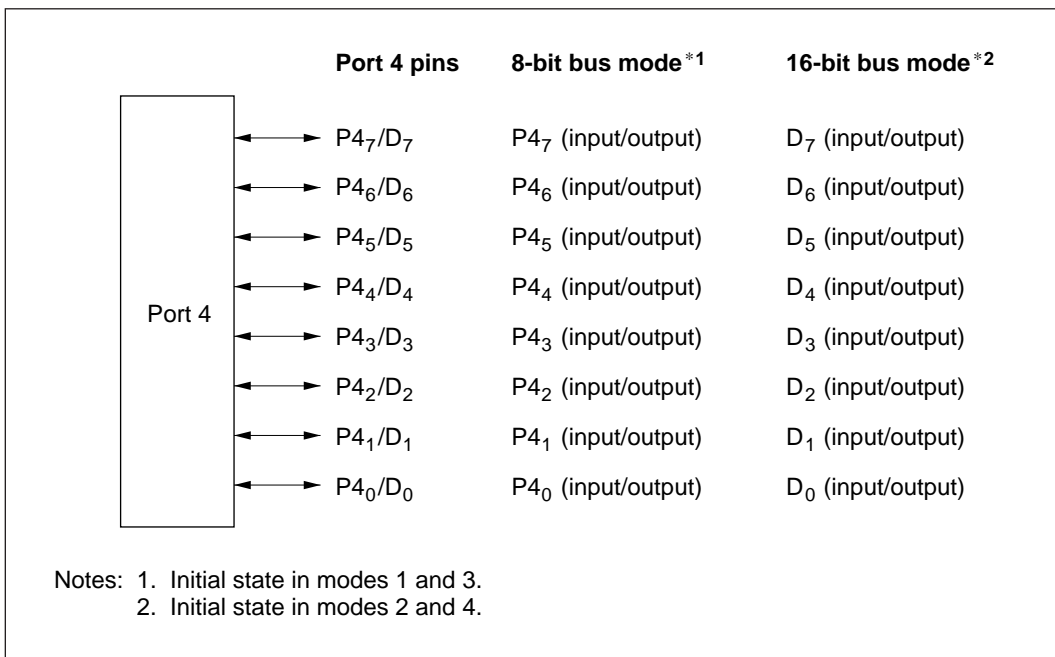 Port 4 pins 8-bit bus mode*1 16-bit bus mode*2
P4₇/D₇ P4₇ (input/output) D₇ (input/output)
P4₆/D₆ P4₆ (input/output) D₆ (input/output)
P4₅/D₅ P4₅ (input/output) D₅ (input/output)
P4₄/D₄ P4₄ (input/output) D₄ (input/output)
Port 4
P4₃/D₃ P4₃ (input/output) D₃ (input/output)
P4₂/D₂ P4₂ (input/output) D₂ (input/output)
P4₁/D₁ P4₁ (input/output) D₁ (input/output)
P4₀/D₀ P4₀ (input/output) D₀ (input/output)
Notes: 1. Initial state in modes 1 and 3.
2. Initial state in modes 2 and 4.